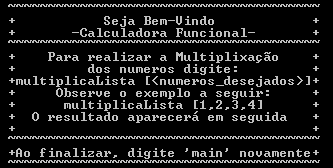 ~~~~~~~~~~~~~~~~~~~~~~~~~~~~~~~~~~~~~~~
+ Seja Bem-Vindo +
+ -Calculadora Funcional- +
~~~~~~~~~~~~~~~~~~~~~~~~~~~~~~~~~~~~~~~
+ Para realizar a Multiplixação +
+ dos numeros digite: +
+multiplicaLista [<numeros_desejados>]+
+ Observe o exemplo a seguir: +
+ multiplicaLista [1,2,3,4] +
+ O resultado aparecerá em seguida +
+ +
~~~~~~~~~~~~~~~~~~~~~~~~~~~~~~~~~~~~~~~
+Ao finalizar, digite 'main' novamente+
~~~~~~~~~~~~~~~~~~~~~~~~~~~~~~~~~~~~~~~